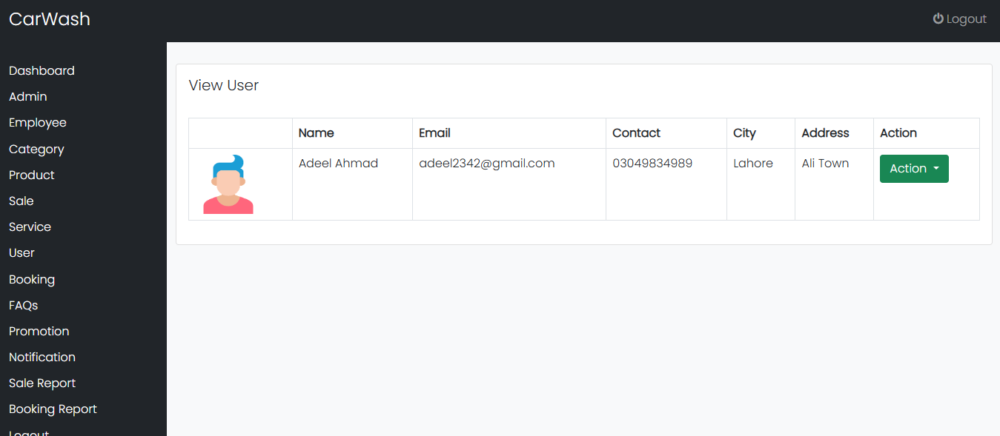 CarWash
Logout
Dashboard
Admin
Employee
Category
Product
Sale
Service
User
Booking
FAQs
Promotion
Notification
Sale Report
Booking Report
Logout
View User
Name Email Contact City Address Action
Adeel Ahmad adeel2342@gmail.com 03049834989 Lahore Ali Town Action